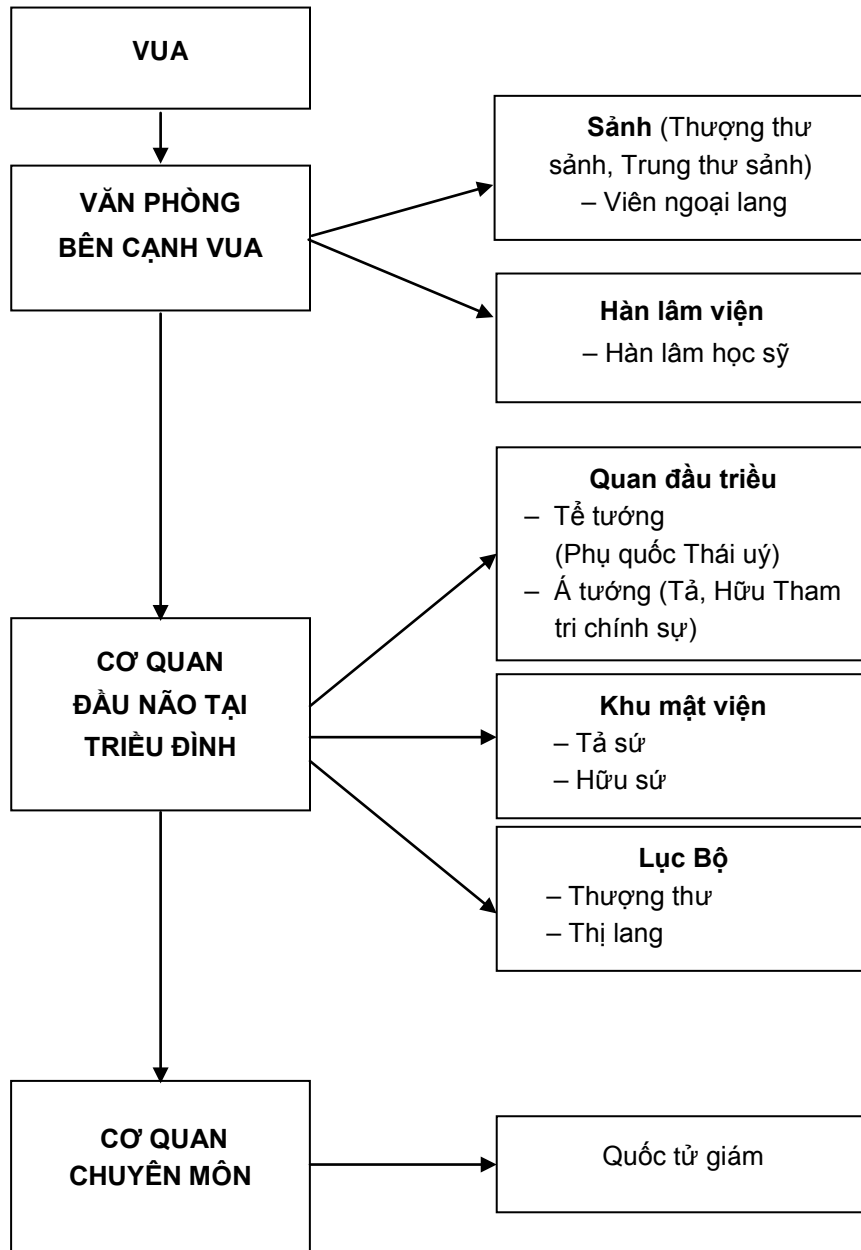 VUA
VĂN PHÒNG
BÊN CẠNH VUA
Sảnh (Thượng thư
sảnh, Trung thư sảnh)
– Viên ngoại lang
Hàn lâm viện
– Hàn lâm học sỹ
CƠ QUAN
ĐẦU NÃO TẠI
TRIỀU ĐÌNH
Quan đầu triều
– Tể tướng
(Phụ quốc Thái uý)
– Á tướng (Tả, Hữu Tham
tri chính sự)
Khu mật viện
– Tả sứ
– Hữu sứ
Lục Bộ
– Thượng thư
– Thị lang
CƠ QUAN
CHUYÊN MÔN
Quốc tử giám